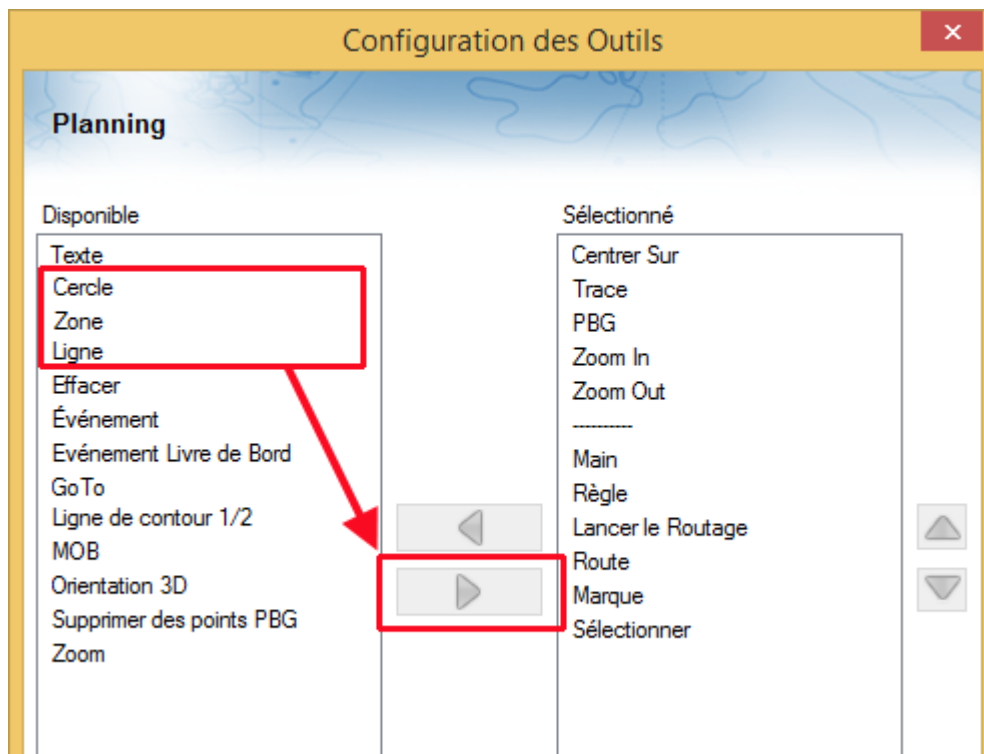 Configuration des Outils
Planning
Disponible
Texte
Cercle
Zone
Ligne
Effacer
Événement
Evénement Livre de Bord
GoTo
Ligne de contour 1/2
MOB
Orientation 3D
Supprimer des points PBG
Zoom
Sélectionné
Centrer Sur
Trace
PBG
Zoom In
Zoom Out
----------
Main
Règle
Lancer le Routage
Route
Marque
Sélectionner